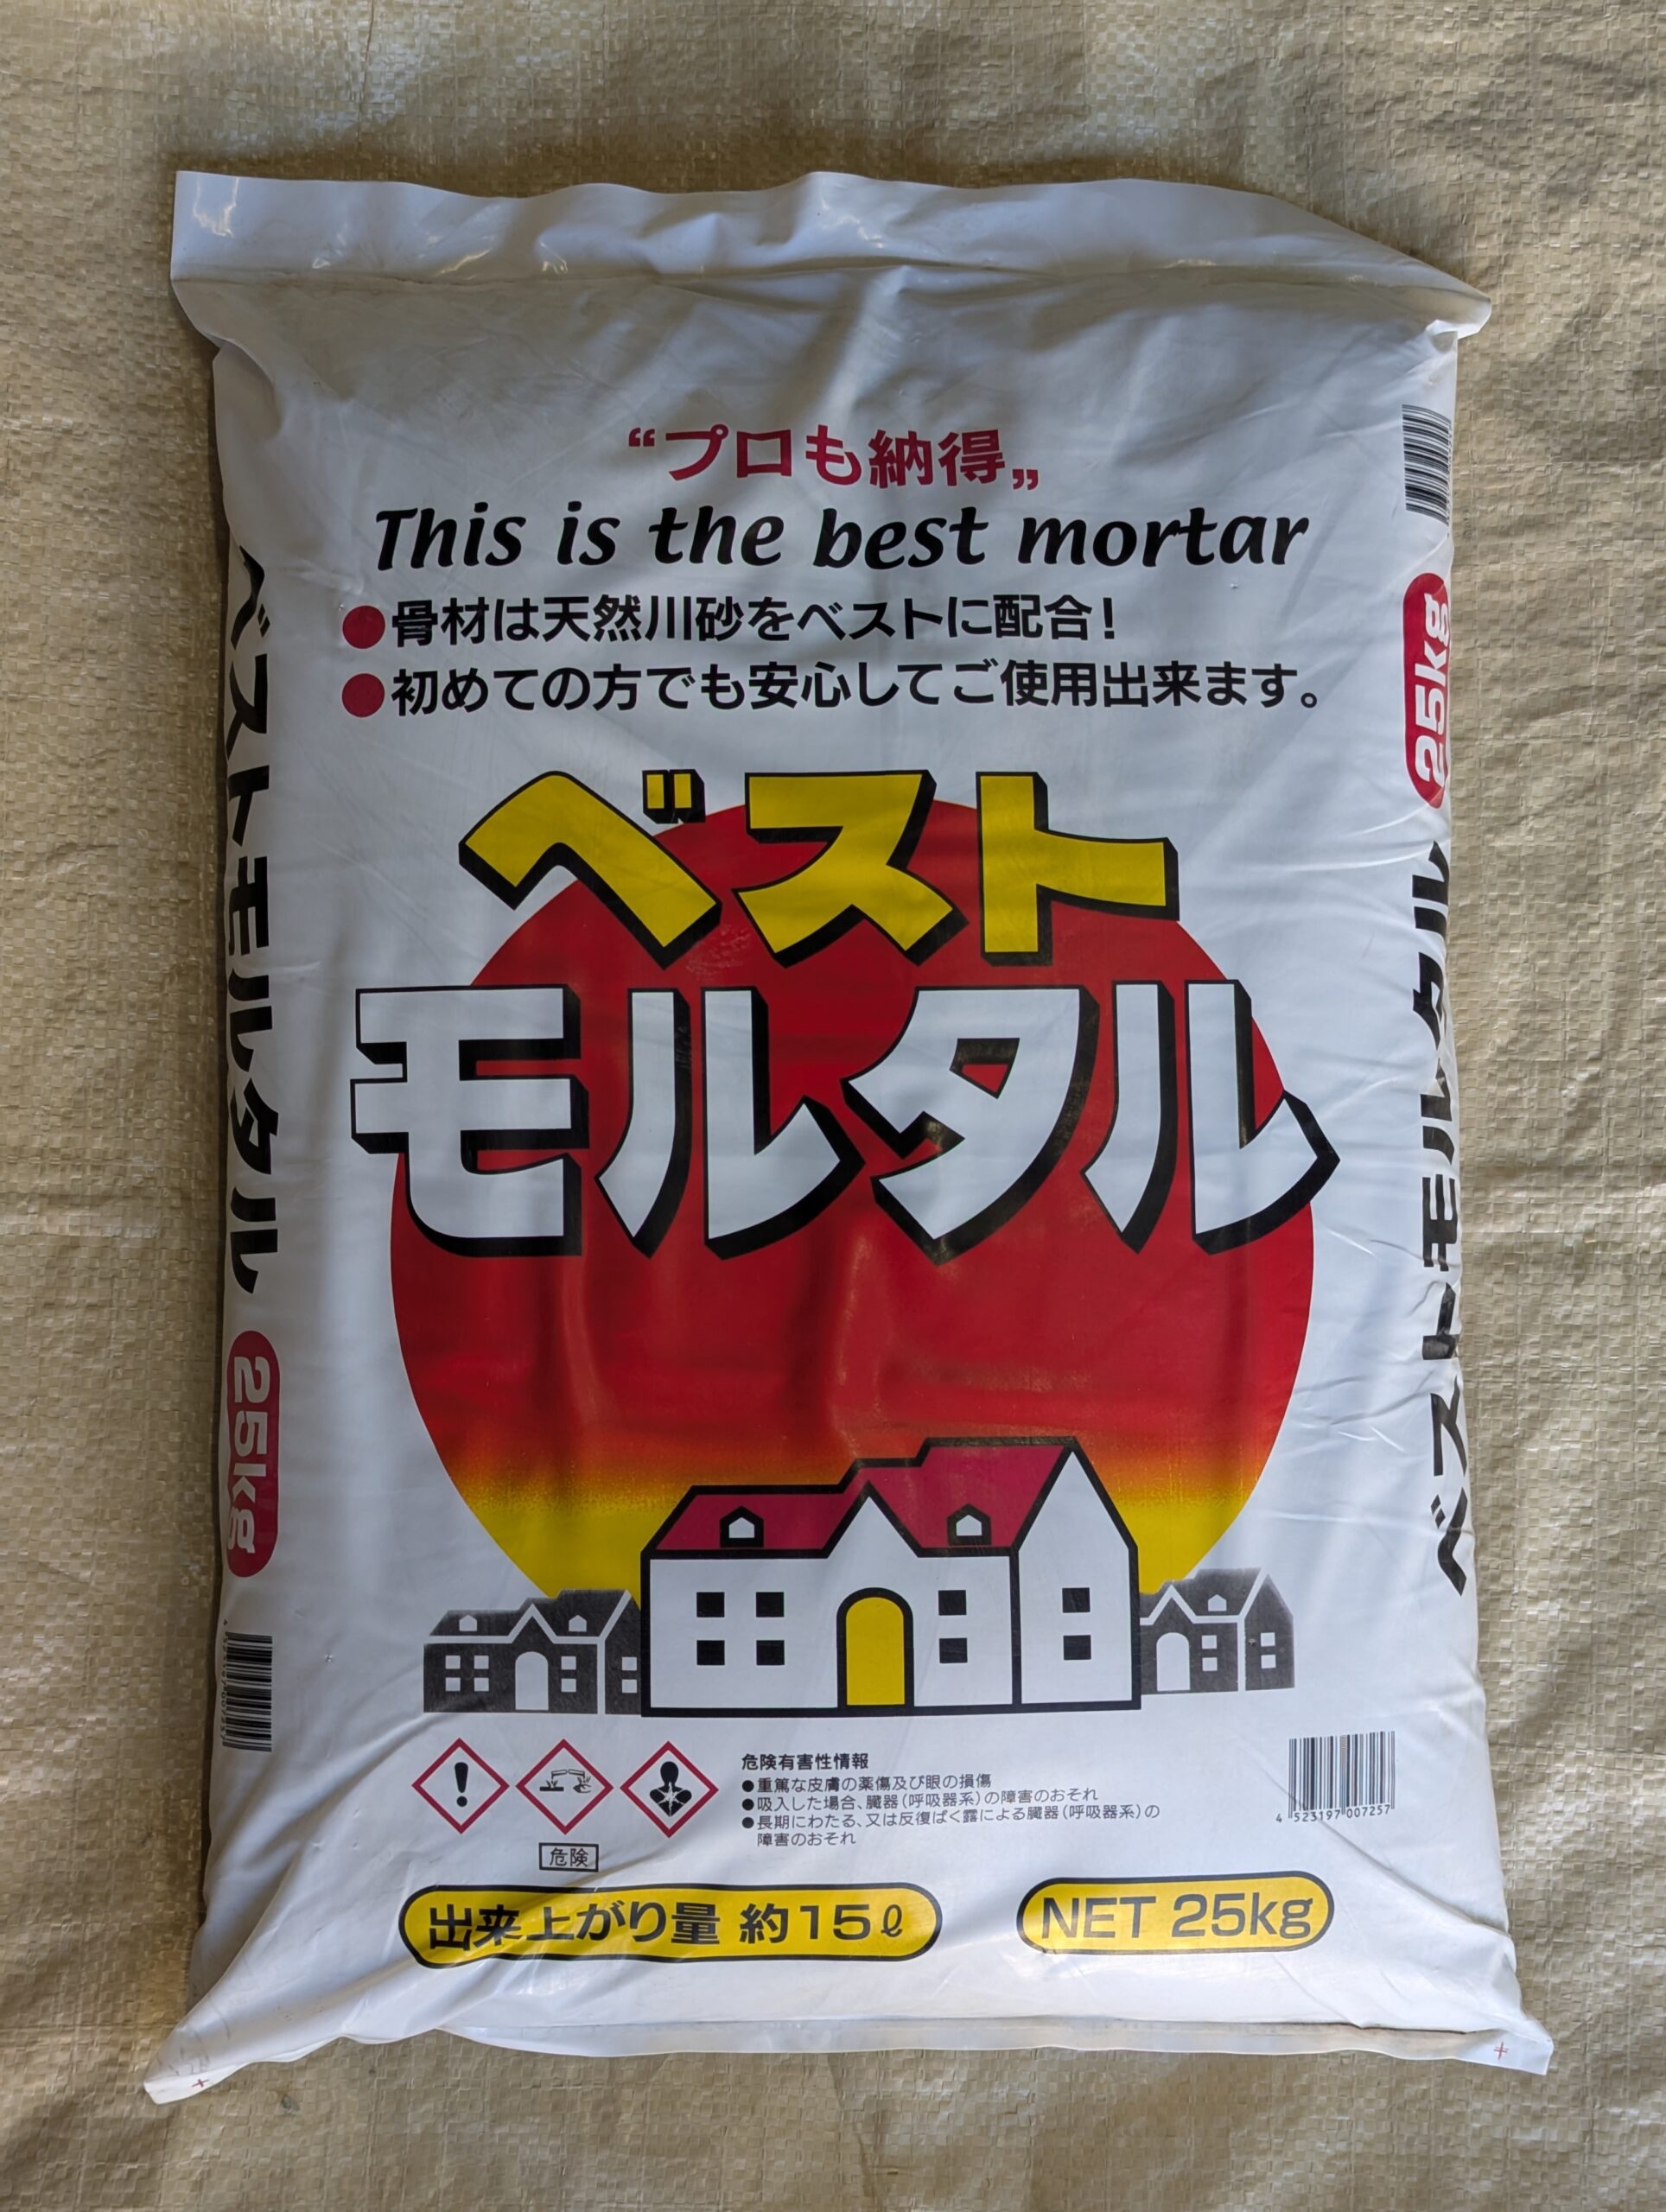 “プロも納得„
This is the best mortar
●骨材は天然川砂をベストに配合!
●初めての方でも安心してご使用出来ます。
ベスト
モルタル
危険有害性情報
●重篤な皮膚の薬傷及び眼の損傷
●吸入した場合、臓器(呼吸器系)の障害のおそれ
●長期にわたる、又は反復ばく露による臓器(呼吸器系)の
障害のおそれ
危険
4 523197 007257
出来上がり量 約15ℓ
NET 25kg
ベストモルタル 25kg
ベストモルタル 25kg